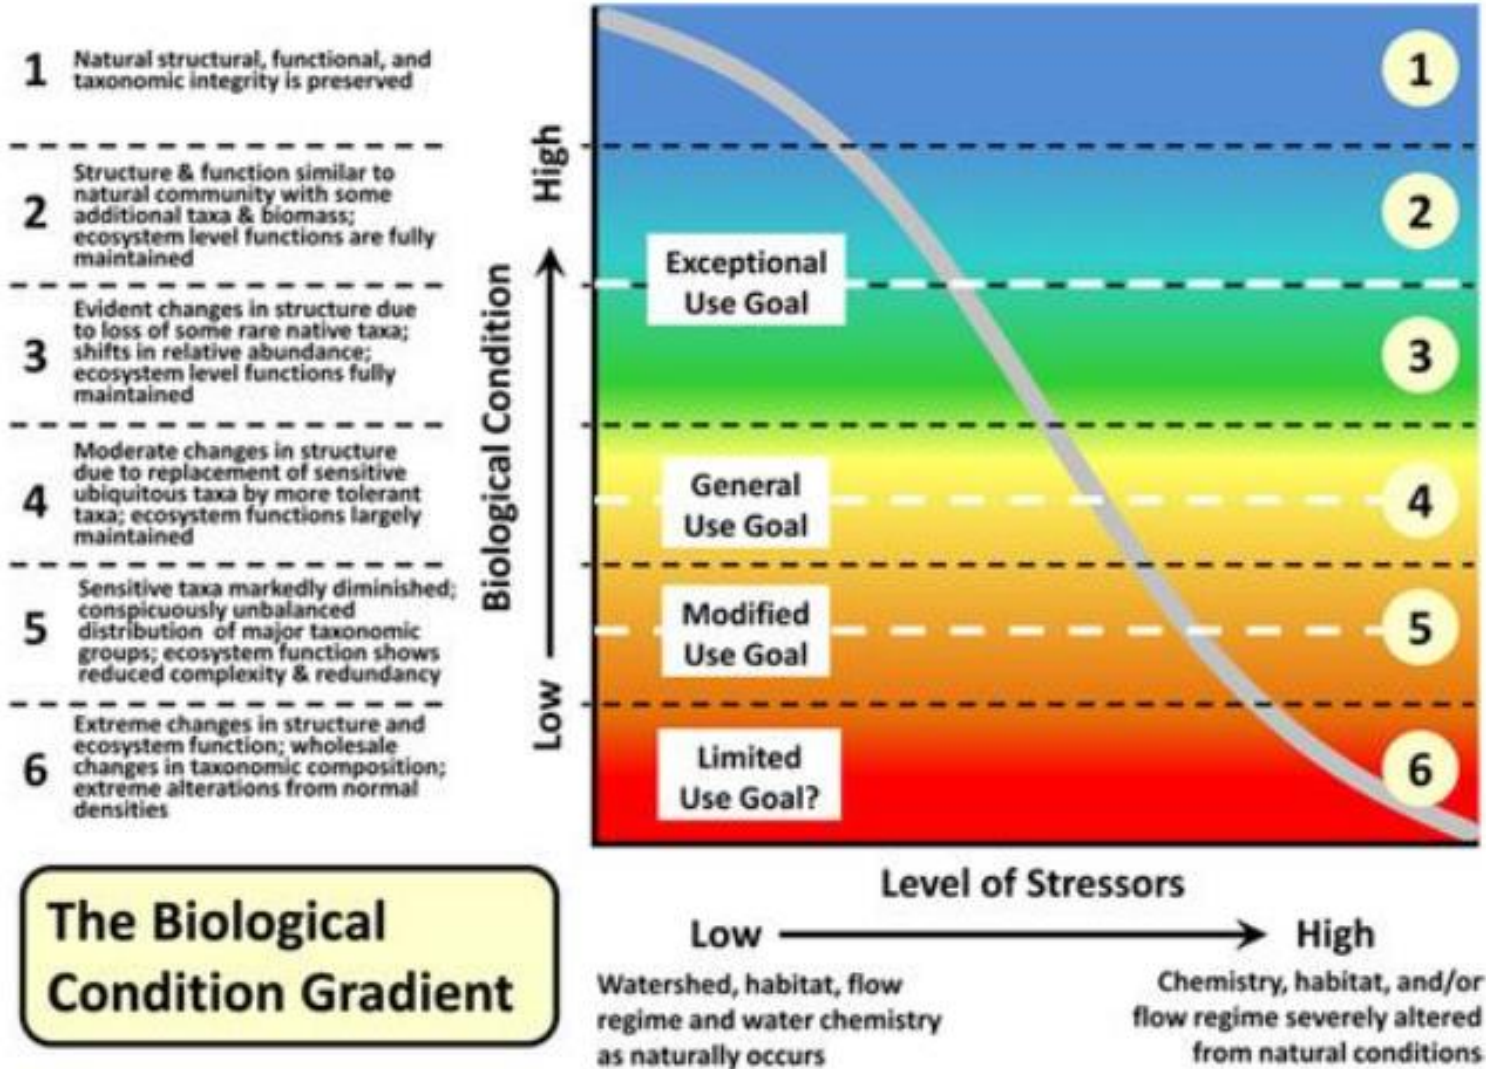 1
Natural structural, functional, and
taxonomic integrity is preserved
2
Structure & function similar to
natural community with some
additional taxa & biomass;
ecosystem level functions are fully
maintained
3
Evident changes in structure due
to loss of some rare native taxa;
shifts in relative abundance;
ecosystem level functions fully
maintained
4
Moderate changes in structure
due to replacement of sensitive
ubiquitous taxa by more tolerant
taxa; ecosystem functions largely
maintained
5
Sensitive taxa markedly diminished;
conspicuously unbalanced
distribution of major taxonomic
groups; ecosystem function shows
reduced complexity & redundancy
6
Extreme changes in structure and
ecosystem function; wholesale
changes in taxonomic composition;
extreme alterations from normal
densities
High
Biological Condition
Low
1
2
Exceptional
Use Goal
3
General
Use Goal
4
Modified
Use Goal
5
Limited
Use Goal?
6
The Biological
Condition Gradient
Level of Stressors
Low
High
Watershed, habitat, flow
regime and water chemistry
as naturally occurs
Chemistry, habitat, and/or
flow regime severely altered
from natural conditions